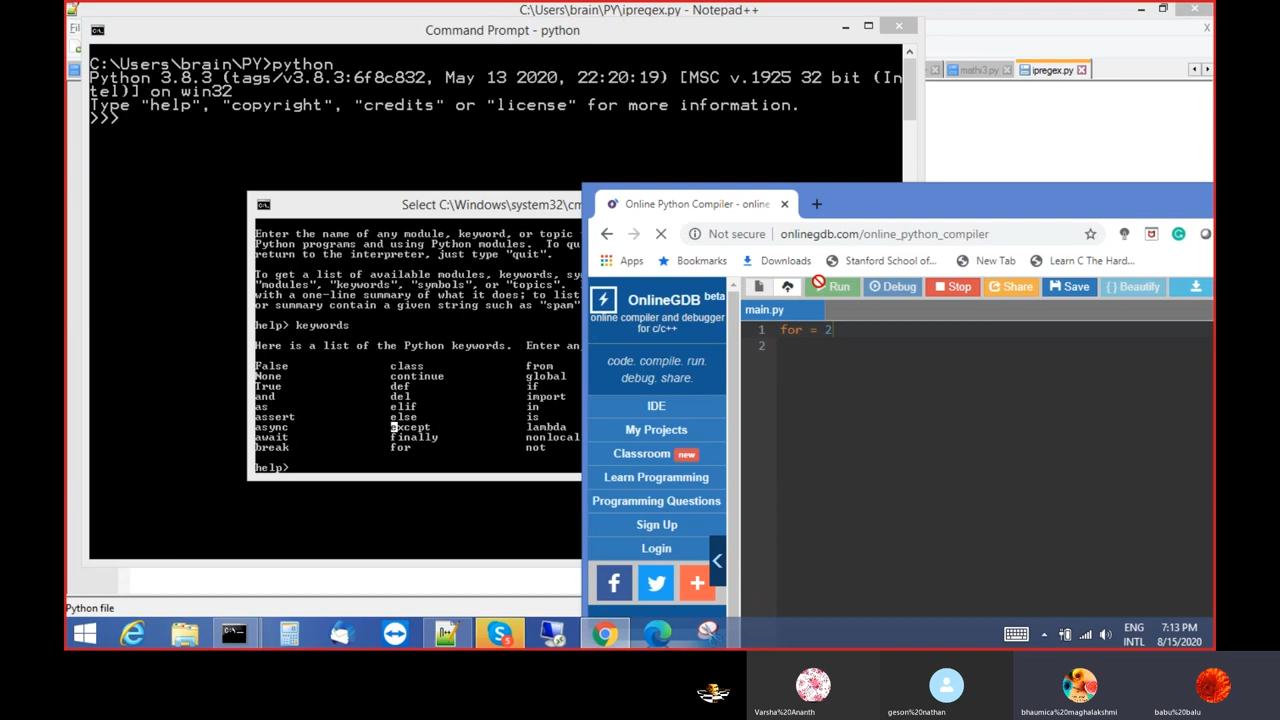 C:\Users\brain\PY\ipregex.py - Notepad++
Command Prompt - python
C:\Users\brain\PY>python
Python 3.8.3 (tags/v3.8.3:6f8c832, May 13 2020, 22:20:19) [MSC v.1925 32 bit (In
tel)] on win32
Type "help", "copyright", "credits" or "license" for more information.
>>>
mathi3.py
ipregex.py
Select C:\Windows\system32\cm
Enter the name of any module, keyword, or topic
Python programs and using Python modules. To qu
return to the interpreter, just type "quit".
To get a list of available modules, keywords, sy
"modules", "keywords", "symbols", or "topics".
with a one-line summary of what it does; to list
or summary contain a given string such as "spam"
help> keywords
Here is a list of the Python keywords. Enter an
False class from
None continue global
True def if
and del import
as elif in
assert else is
async except lambda
await finally nonlocal
break for not
help>
Online Python Compiler - online
Not secure onlinegdb.com/online_python_compiler
Apps Bookmarks Downloads Stanford School of... New Tab Learn C The Hard...
OnlineGDB beta
online compiler and debugger
for c/c++
code. compile. run.
debug. share.
IDE
My Projects
Classroom new
Learn Programming
Programming Questions
Sign Up
Login
Run Debug Stop Share Save { } Beautify
main.py
1 for = 2
2
Python file
ENG
INTL
7:13 PM
8/15/2020
Varsha%20Ananth
geson%20nathan
bhaumica%20maghalakshmi
babu%20balu